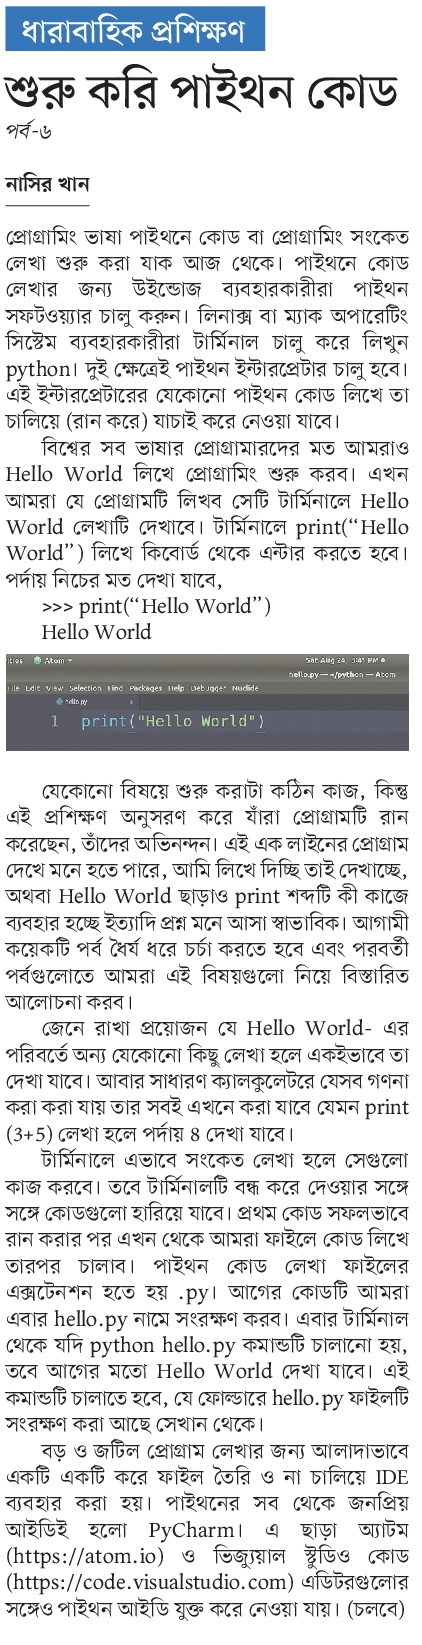 ধারাবাহিক প্রশিক্ষণ
শুরু করি পাইথন কোড
পর্ব-৬
নাসির খান
প্রোগ্রামিং ভাষা পাইথনে কোড বা প্রোগ্রামিং সংকেত
লেখা শুরু করা যাক আজ থেকে। পাইথনে কোড
লেখার জন্য উইন্ডোজ ব্যবহারকারীরা পাইথন
সফটওয়্যার চালু করুন। লিনাক্স বা ম্যাক অপারেটিং
সিস্টেম ব্যবহারকারীরা টার্মিনাল চালু করে লিখুন
python। দুই ক্ষেত্রেই পাইথন ইন্টারপ্রেটার চালু হবে।
এই ইন্টারপ্রেটারের যেকোনো পাইথন কোড লিখে তা
চালিয়ে (রান করে) যাচাই করে নেওয়া যাবে।
বিশ্বের সব ভাষার প্রোগ্রামারদের মত আমরাও
Hello World লিখে প্রোগ্রামিং শুরু করব। এখন
আমরা যে প্রোগ্রামটি লিখব সেটি টার্মিনালে Hello
World লেখাটি দেখাবে। টার্মিনালে print(“Hello
World”) লিখে কিবোর্ড থেকে এন্টার করতে হবে।
পর্দায় নিচের মত দেখা যাবে,
>>> print(“Hello World”)
Hello World
ities Atom Sat Aug 24, 3:41 PM
hello.py — ~/python — Atom
File Edit View Selection Find Packages Help Debugger Nuclide
hello.py
1 print("Hello World")
যেকোনো বিষয়ে শুরু করাটা কঠিন কাজ, কিন্তু
এই প্রশিক্ষণ অনুসরণ করে যাঁরা প্রোগ্রামটি রান
করেছেন, তাঁদের অভিনন্দন। এই এক লাইনের প্রোগ্রাম
দেখে মনে হতে পারে, আমি লিখে দিচ্ছি তাই দেখাচ্ছে,
অথবা Hello World ছাড়াও print শব্দটি কী কাজে
ব্যবহার হচ্ছে ইত্যাদি প্রশ্ন মনে আসা স্বাভাবিক। আগামী
কয়েকটি পর্ব ধৈর্য ধরে চর্চা করতে হবে এবং পরবর্তী
পর্বগুলোতে আমরা এই বিষয়গুলো নিয়ে বিস্তারিত
আলোচনা করব।
জেনে রাখা প্রয়োজন যে Hello World- এর
পরিবর্তে অন্য যেকোনো কিছু লেখা হলে একইভাবে তা
দেখা যাবে। আবার সাধারণ ক্যালকুলেটরে যেসব গণনা
করা করা যায় তার সবই এখনে করা যাবে যেমন print
(3+5) লেখা হলে পর্দায় 8 দেখা যাবে।
টার্মিনালে এভাবে সংকেত লেখা হলে সেগুলো
কাজ করবে। তবে টার্মিনালটি বন্ধ করে দেওয়ার সঙ্গে
সঙ্গে কোডগুলো হারিয়ে যাবে। প্রথম কোড সফলভাবে
রান করার পর এখন থেকে আমরা ফাইলে কোড লিখে
তারপর চালাব। পাইথন কোড লেখা ফাইলের
এক্সটেনশন হতে হয় .py। আগের কোডটি আমরা
এবার hello.py নামে সংরক্ষণ করব। এবার টার্মিনাল
থেকে যদি python hello.py কমান্ডটি চালানো হয়,
তবে আগের মতো Hello World দেখা যাবে। এই
কমান্ডটি চালাতে হবে, যে ফোল্ডারে hello.py ফাইলটি
সংরক্ষণ করা আছে সেখান থেকে।
বড় ও জটিল প্রোগ্রাম লেখার জন্য আলাদাভাবে
একটি একটি করে ফাইল তৈরি ও না চালিয়ে IDE
ব্যবহার করা হয়। পাইথনের সব থেকে জনপ্রিয়
আইডিই হলো PyCharm। এ ছাড়া অ্যাটম
(https://atom.io) ও ভিজ্যুয়াল স্টুডিও কোড
(https://code.visualstudio.com) এডিটরগুলোর
সঙ্গেও পাইথন আইডি যুক্ত করে নেওয়া যায়। (চলবে)